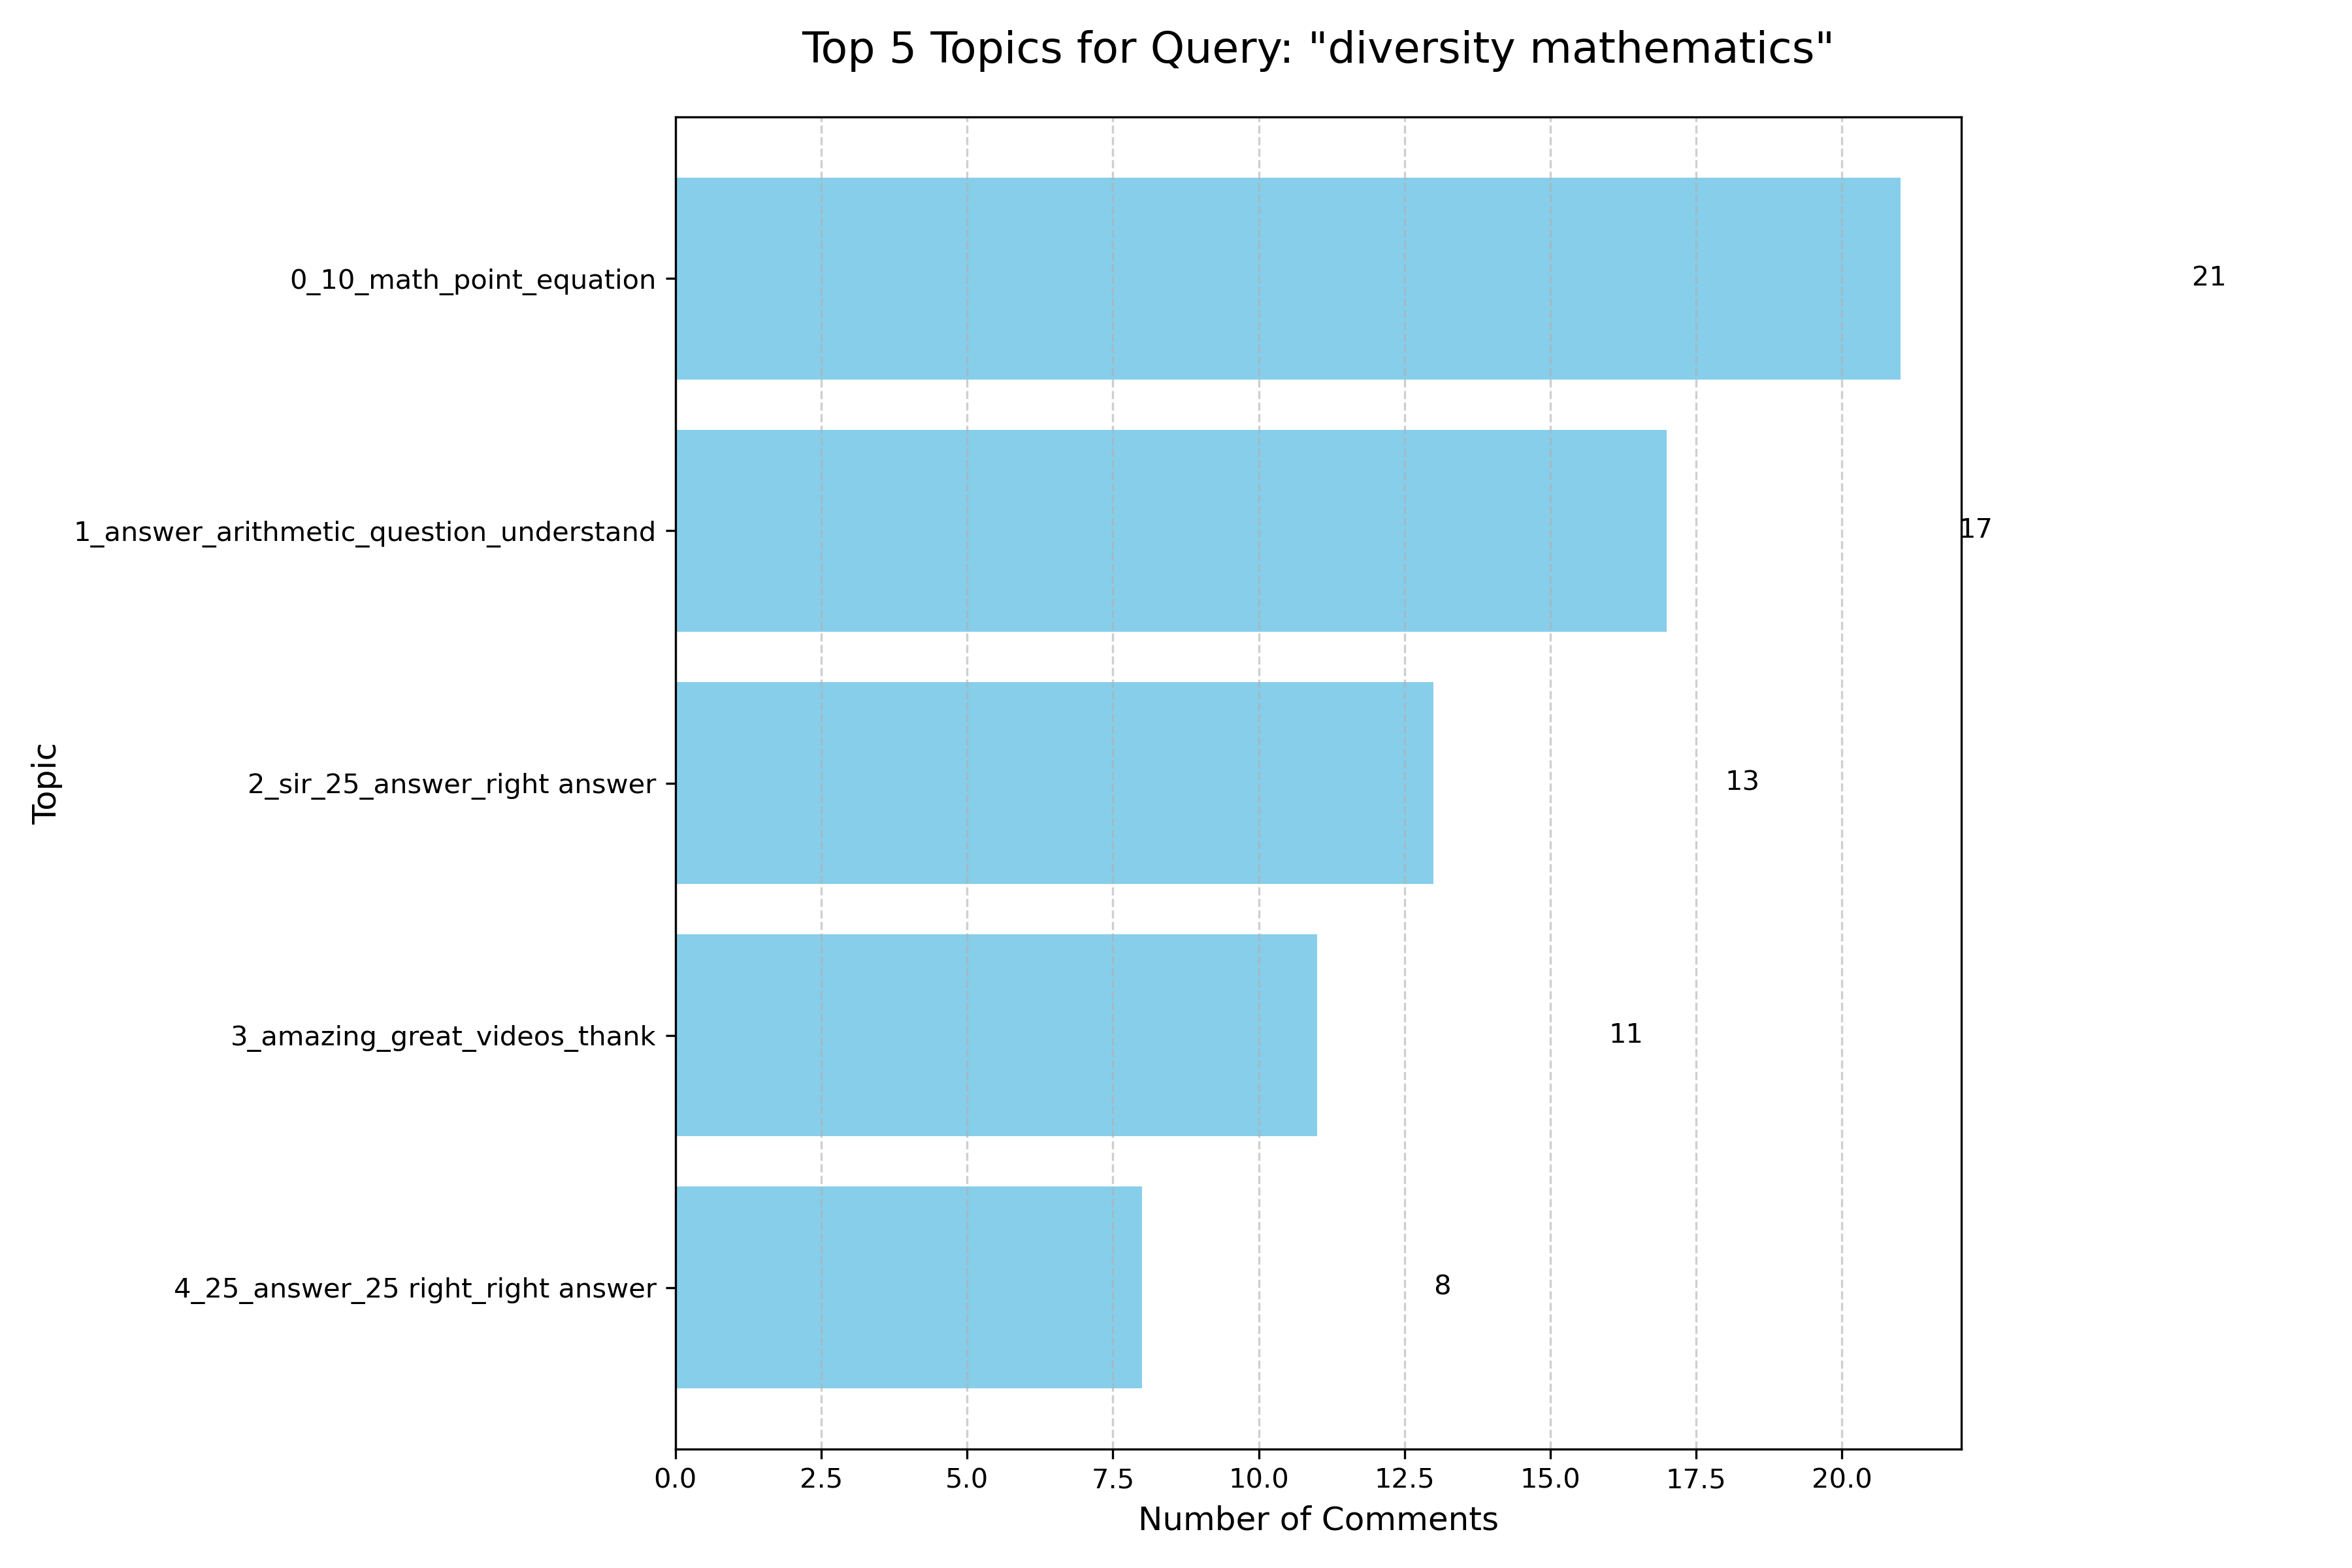 Top 5 Topics for Query: "diversity mathematics"
0_10_math_point_equation
21
1_answer_arithmetic_question_understand
17
2_sir_25_answer_right answer
13
3_amazing_great_videos_thank
11
4_25_answer_25 right_right answer
8
Topic
0.0 2.5 5.0 7.5 10.0 12.5 15.0 17.5 20.0
Number of Comments